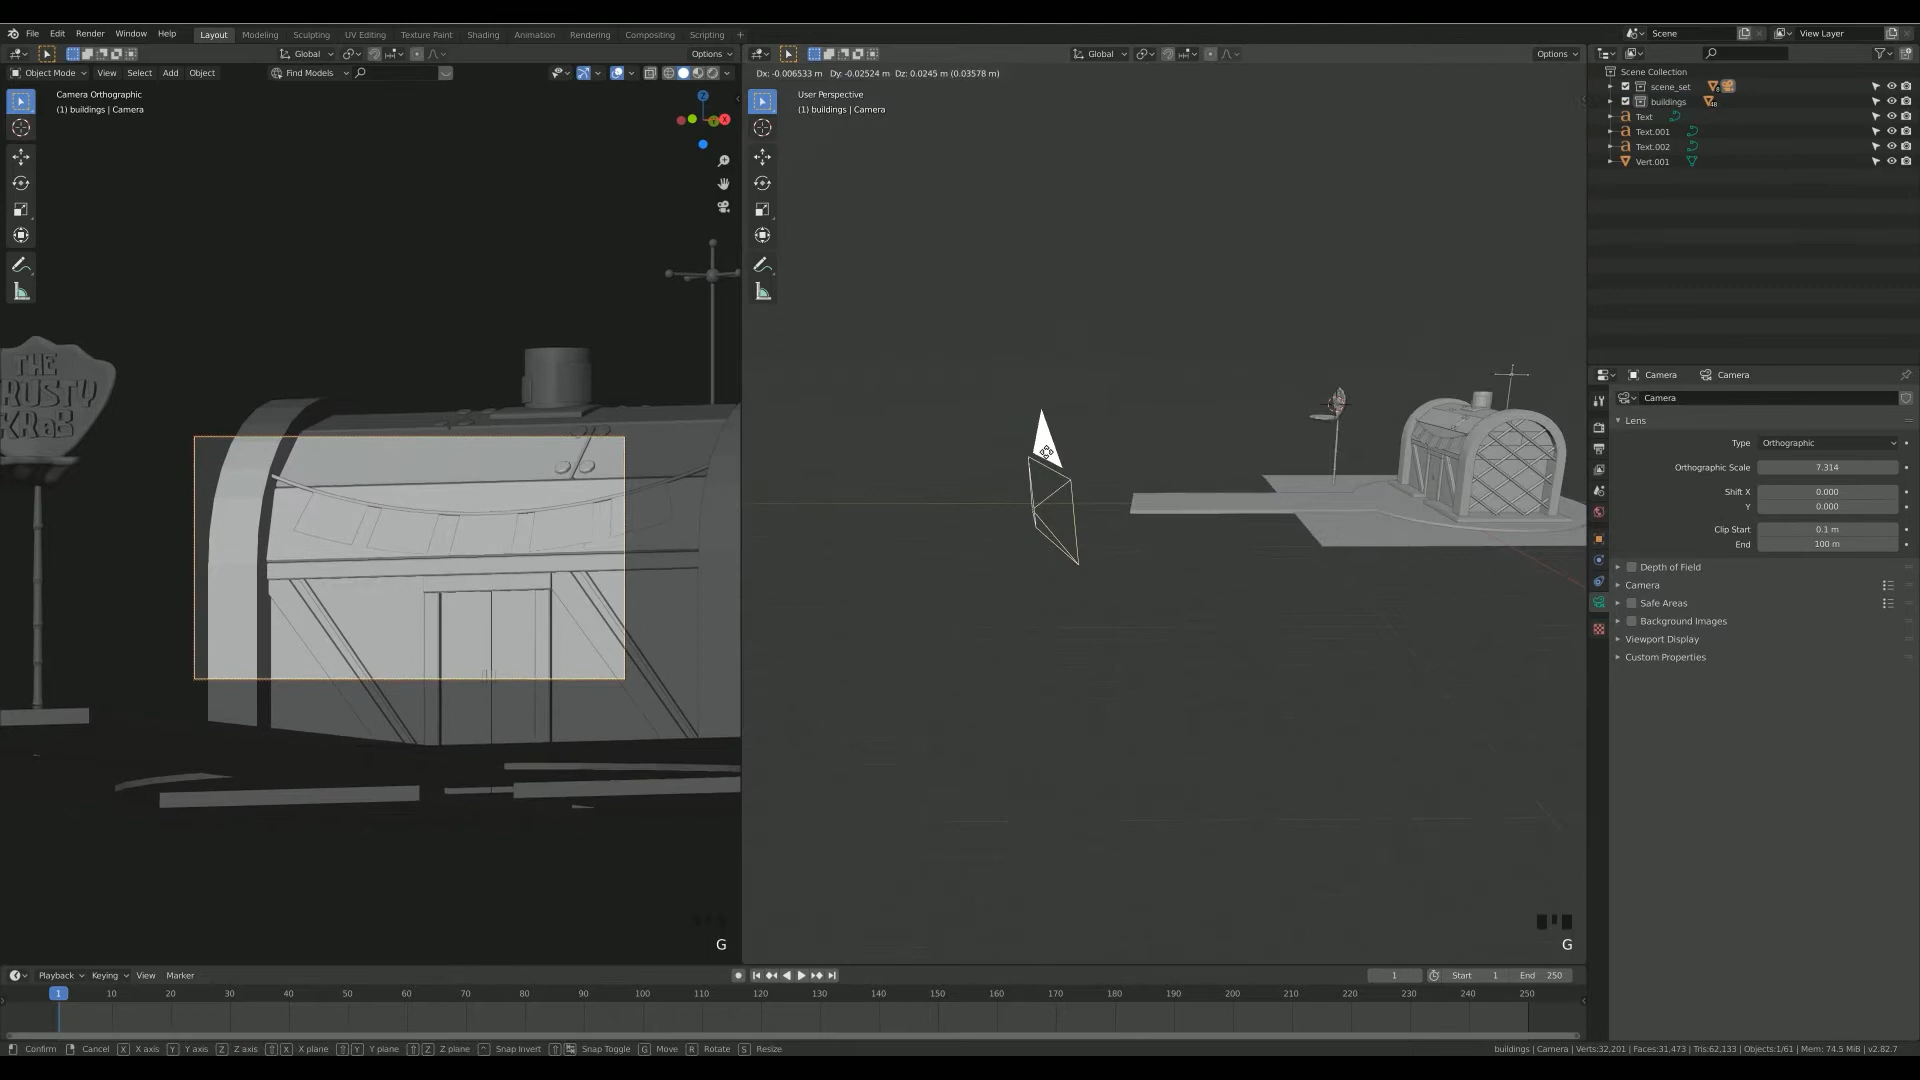 File Edit Render Window Help Layout Modeling Sculpting UV Editing Texture Paint Shading Animation Rendering Compositing Scripting + Scene View Layer
Global Options Global Options
Object Mode View Select Add Object Find Models Dx: -0.006533 m Dy: -0.02524 m Dz: 0.0245 m (0.03578 m)
Scene Collection
scene_set
buildings
Text
Text.001
Text.002
Vert.001
Camera Orthographic
(1) buildings | Camera
User Perspective
(1) buildings | Camera
THE
KRUSTY
KRaB
G
G
Camera Camera
Camera
Lens
Type Orthographic
Orthographic Scale 7.314
Shift X 0.000
Y 0.000
Clip Start 0.1 m
End 100 m
Depth of Field
Camera
Safe Areas
Background Images
Viewport Display
Custom Properties
Playback Keying View Marker 1 Start 1 End 250
1 10 20 30 40 50 60 70 80 90 100 110 120 130 140 150 160 170 180 190 200 210 220 230 240 250
Confirm Cancel X X axis Y Y axis Z Z axis X X plane Y Y plane Z Z plane Snap Invert Snap Toggle G Move R Rotate S Resize buildings | Camera | Verts:32,201 | Faces:31,473 | Tris:62,133 | Objects:1/61 | Mem: 74.5 MiB | v2.82.7